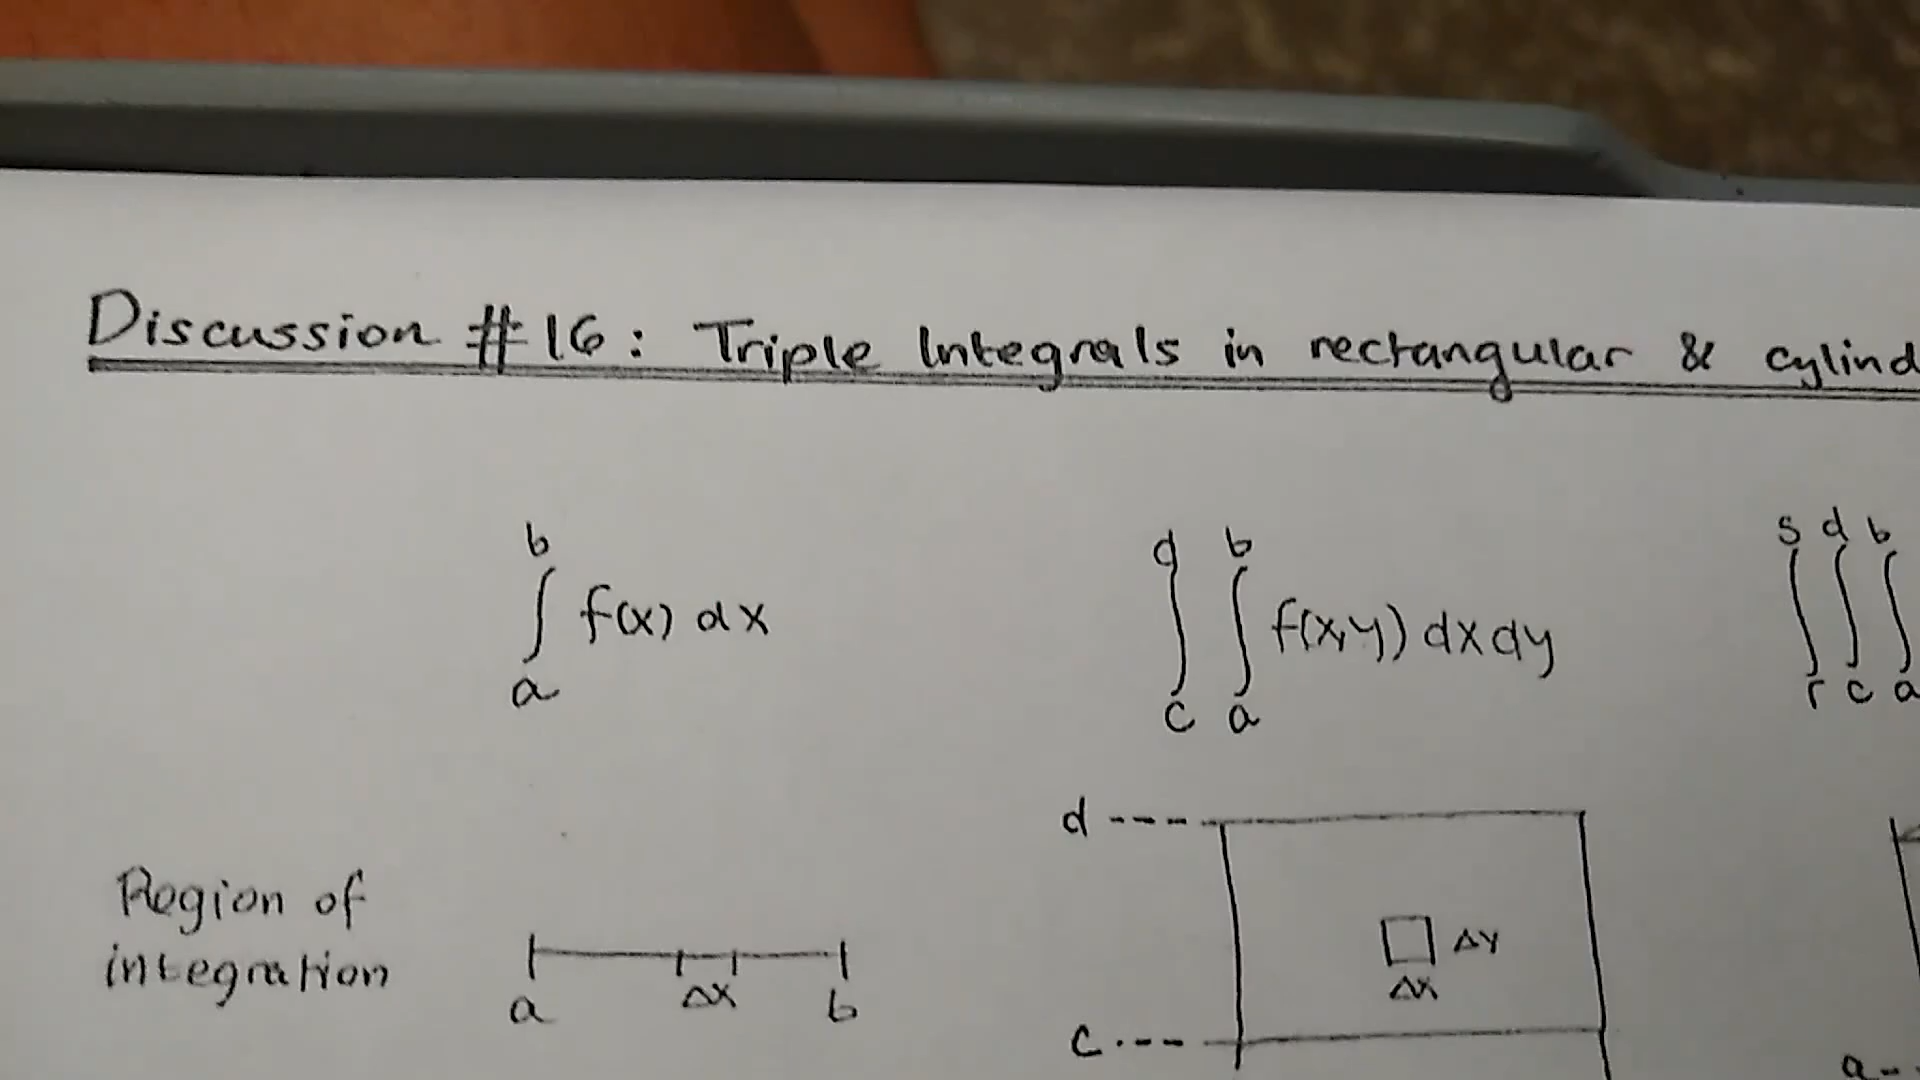 Discussion #16: Triple Integrals in rectangular & cylind
b d b s d b
∫ f(x) dx ∫ ∫ f(x,y) dx dy ∫ ∫ ∫
a c a r c a
d ----
Region of
integration
ΔY
Δx ΔX
a b
c ---- a --